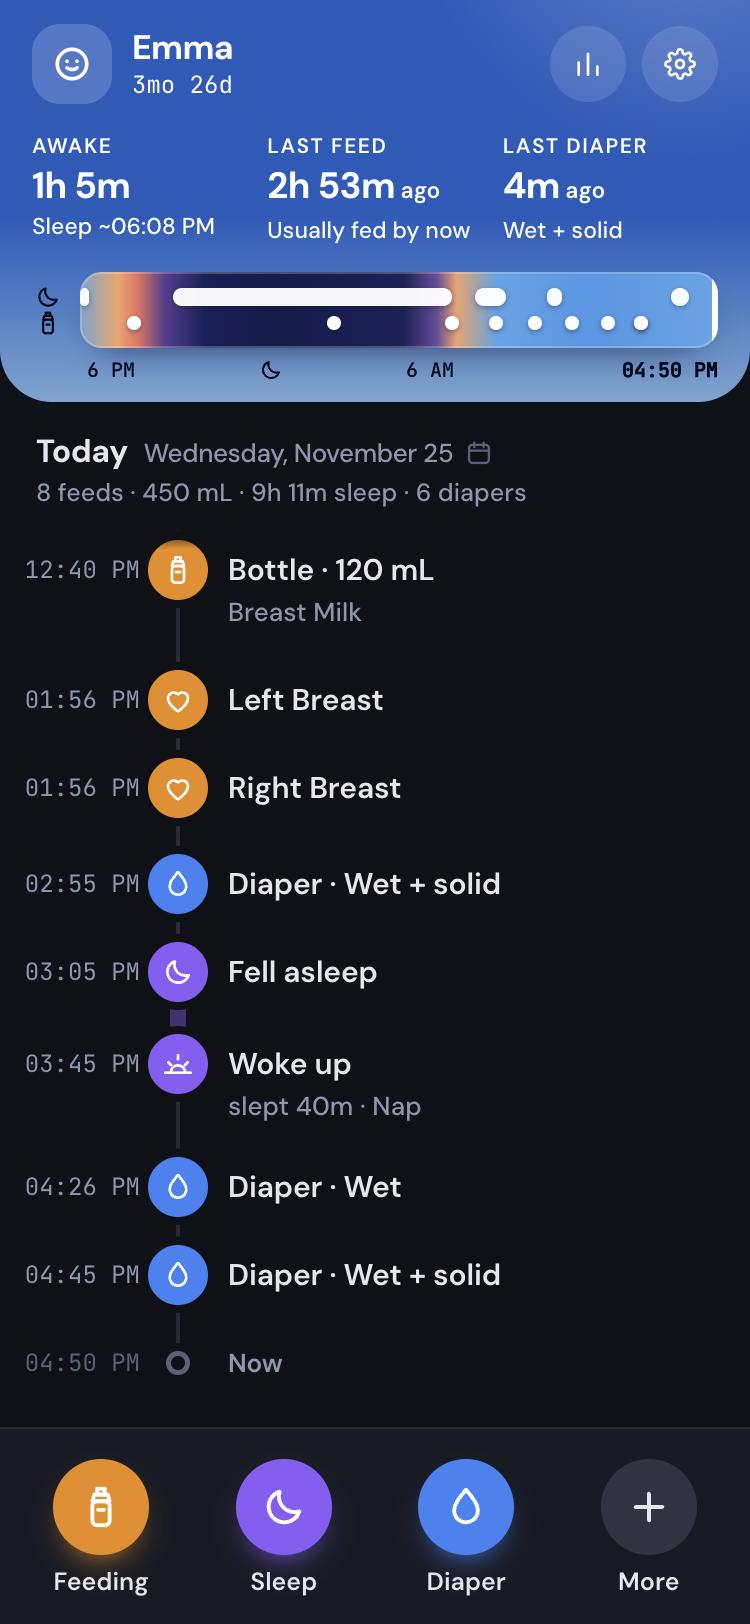 Emma
3mo 26d
AWAKE
1h 5m
Sleep ~06:08 PM
LAST FEED
2h 53m ago
Usually fed by now
LAST DIAPER
4m ago
Wet + solid
6 PM
6 AM
04:50 PM
Today Wednesday, November 25
8 feeds · 450 mL · 9h 11m sleep · 6 diapers
12:40 PM Bottle · 120 mL
Breast Milk
01:56 PM Left Breast
01:56 PM Right Breast
02:55 PM Diaper · Wet + solid
03:05 PM Fell asleep
03:45 PM Woke up
slept 40m · Nap
04:26 PM Diaper · Wet
04:45 PM Diaper · Wet + solid
04:50 PM Now
Feeding
Sleep
Diaper
More